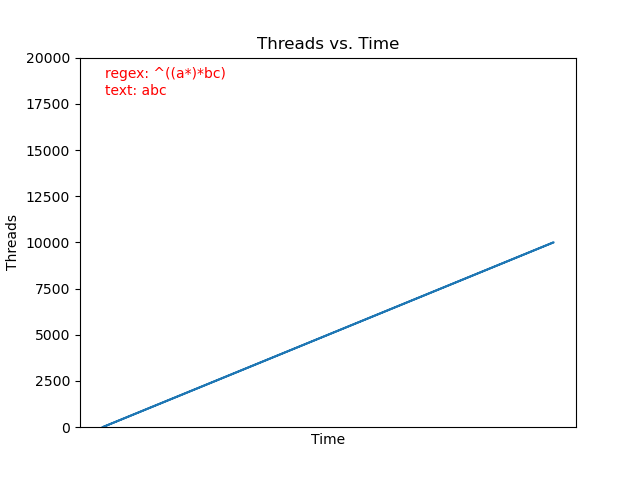 Threads vs. Time
regex: ^((a*)*bc)
text: abc
20000
17500
15000
12500
10000
7500
5000
2500
0
Threads
Time